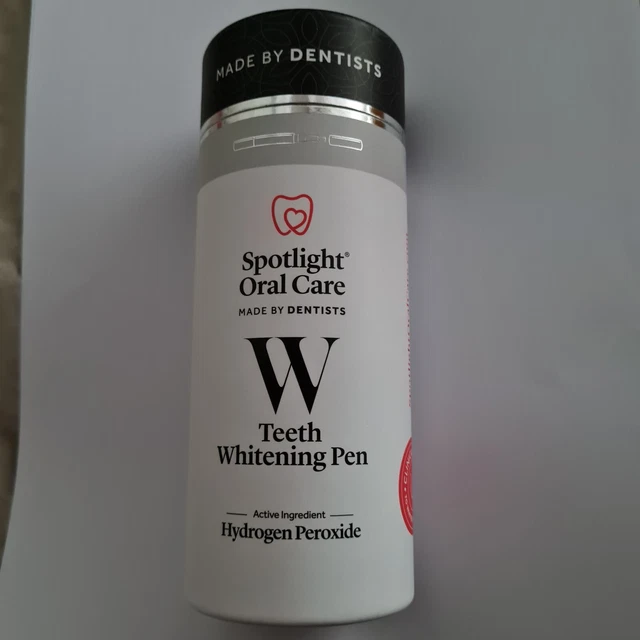 MADE BY DENTISTS
Spotlight®
Oral Care
MADE BY DENTISTS
W
Teeth
Whitening Pen
Active Ingredient
Hydrogen Peroxide